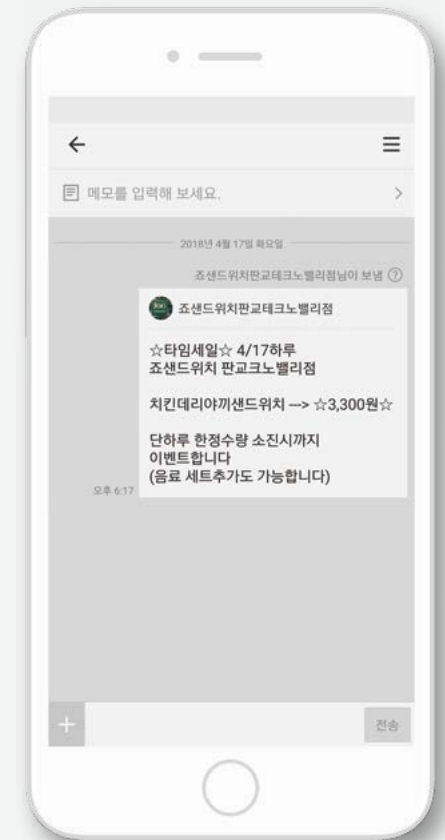 메모를 입력해 보세요.
2018년 4월 17일 화요일
죠샌드위치판교테크노밸리점님이 보냄 ?
죠샌드위치판교테크노밸리점
☆타임세일☆ 4/17하루
죠샌드위치 판교크노밸리점
치킨데리야끼샌드위치 ---> ☆3,300원☆
단하루 한정수량 소진시까지
이벤트합니다
(음료 세트추가도 가능합니다)
오후 6:17
전송